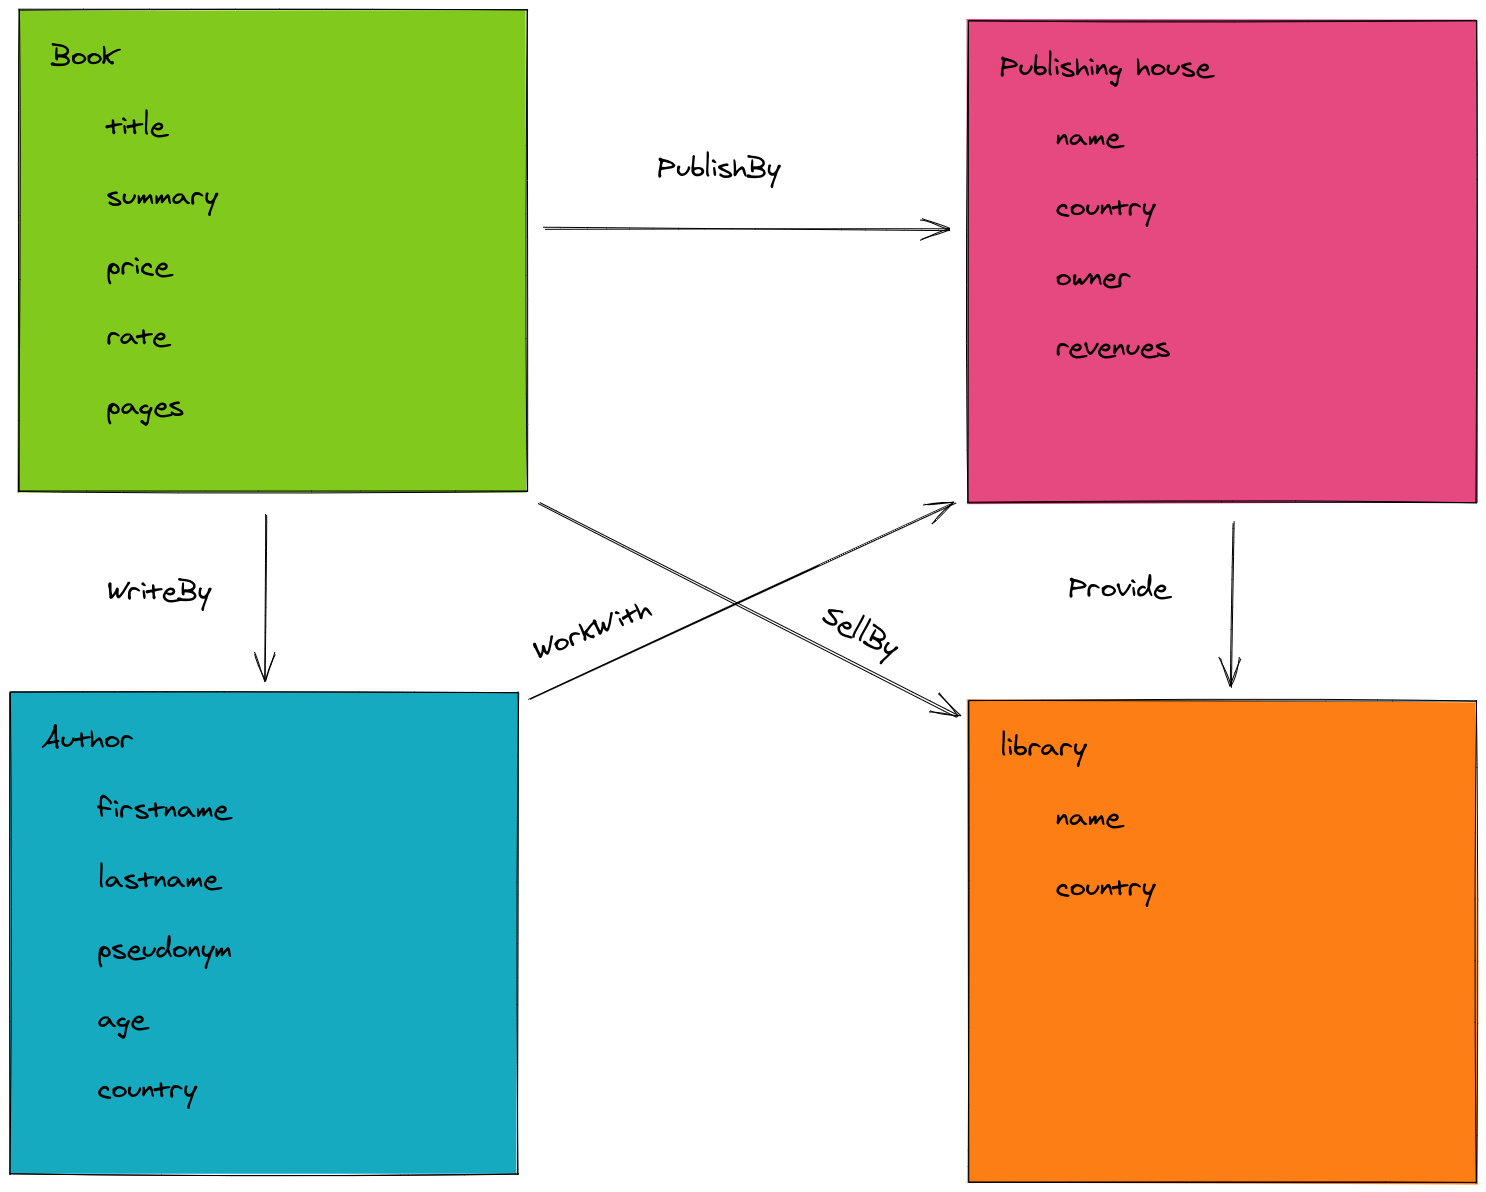 Book
title
summary
price
rate
pages
PublishBy
Publishing house
name
country
owner
revenues
WriteBy
WorkWith
SellBy
Provide
Author
firstname
lastname
pseudonym
age
country
library
name
country